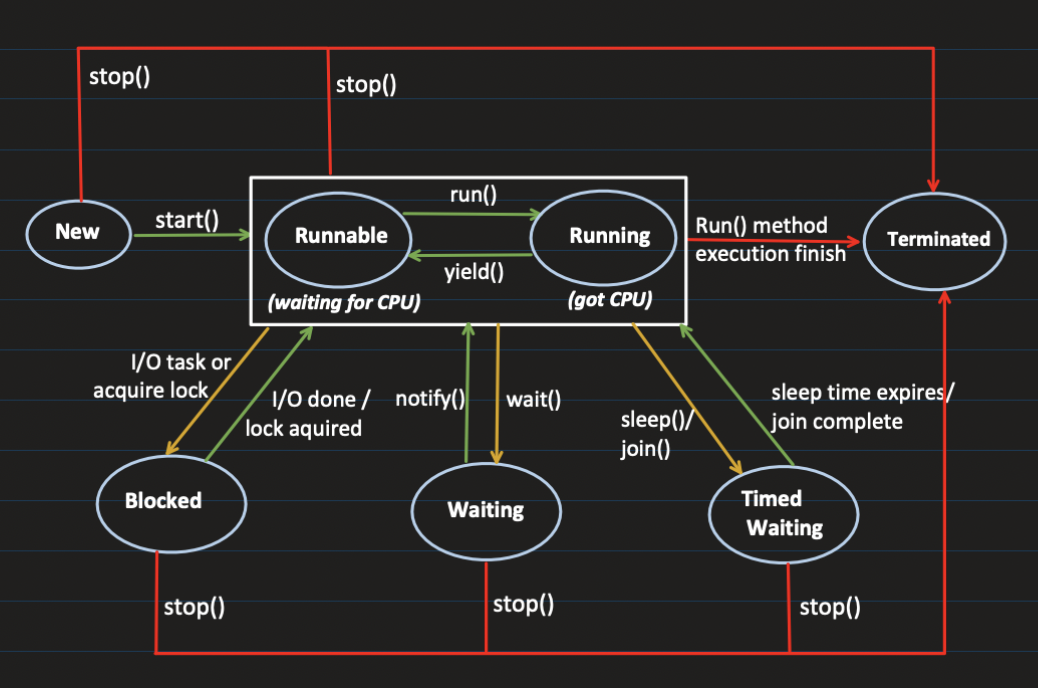 stop()
stop()
New
start()
Runnable
(waiting for CPU)
run()
yield()
Running
(got CPU)
Run() method
execution finish
Terminated
I/O task or
acquire lock
I/O done /
lock aquired
notify()
wait()
sleep()/
join()
sleep time expires/
join complete
Blocked
Waiting
Timed
Waiting
stop()
stop()
stop()